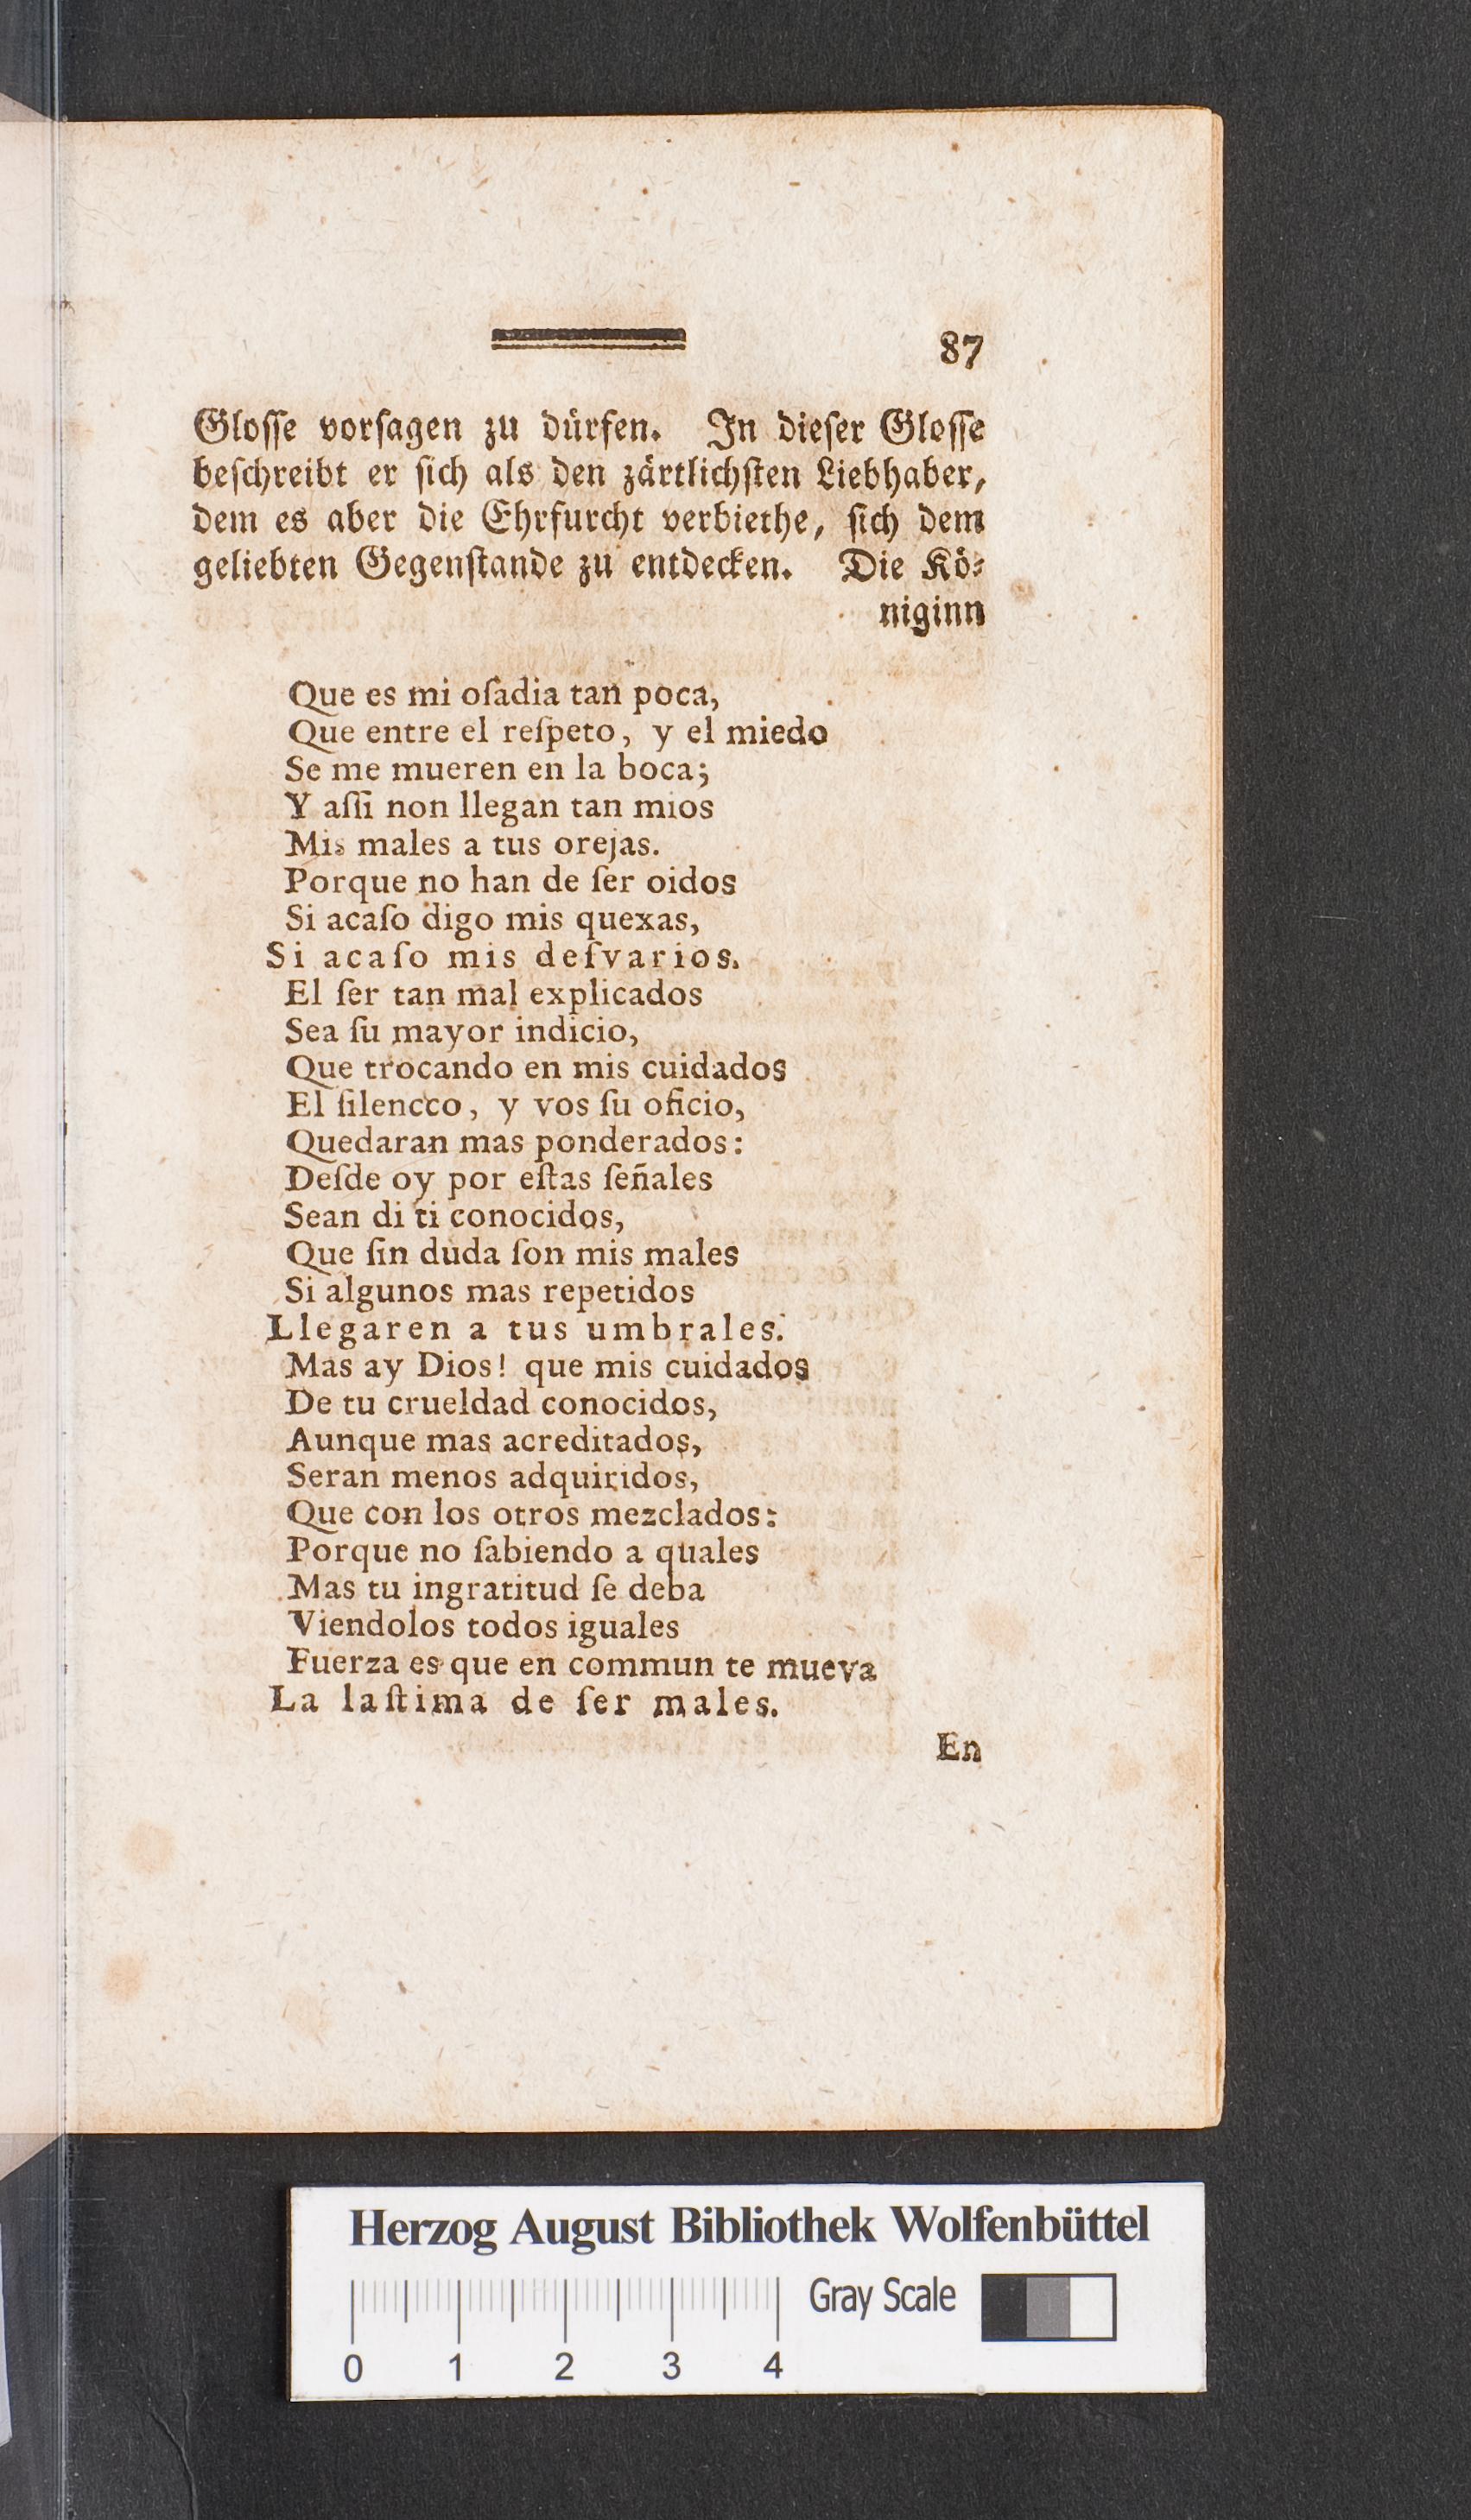 87
Gloſſe vorſagen zu dürfen. In dieſer Gloſſe
beſchreibt er ſich als den zärtlichſten Liebhaber,
dem es aber die Ehrfurcht verbiethe, ſich dem
geliebten Gegenſtande zu entdecken. Die Kö⸗
niginn
Que es mi oſadia tan poca,
Que entre el reſpeto, y el miedo
Se me mueren en la boca;
Y aſſi non llegan tan mios
Mis males a tus orejas.
Porque no han de ſer oidos
Si acaſo digo mis quexas,
Si acaſo mis deſvarios.
El ſer tan mal explicados
Sea ſu mayor indicio,
Que trocando en mis cuidados
El ſilencco, y vos ſu oficio,
Quedaran mas ponderados:
Deſde oy por eſtas ſeñales
Sean di ti conocidos,
Que ſin duda ſon mis males
Si algunos mas repetidos
Llegaren a tus umbrales.
Mas ay Dios! que mis cuidados
De tu crueldad conocidos,
Aunque mas acreditados,
Seran menos adquiridos,
Que con los otros mezclados:
Porque no ſabiendo a quales
Mas tu ingratitud ſe deba
Viendolos todos iguales
Fuerza es que en commun te mueva
La laſtima de ſer males.
En
Herzog August Bibliothek Wolfenbüttel
Gray Scale
0 1 2 3 4